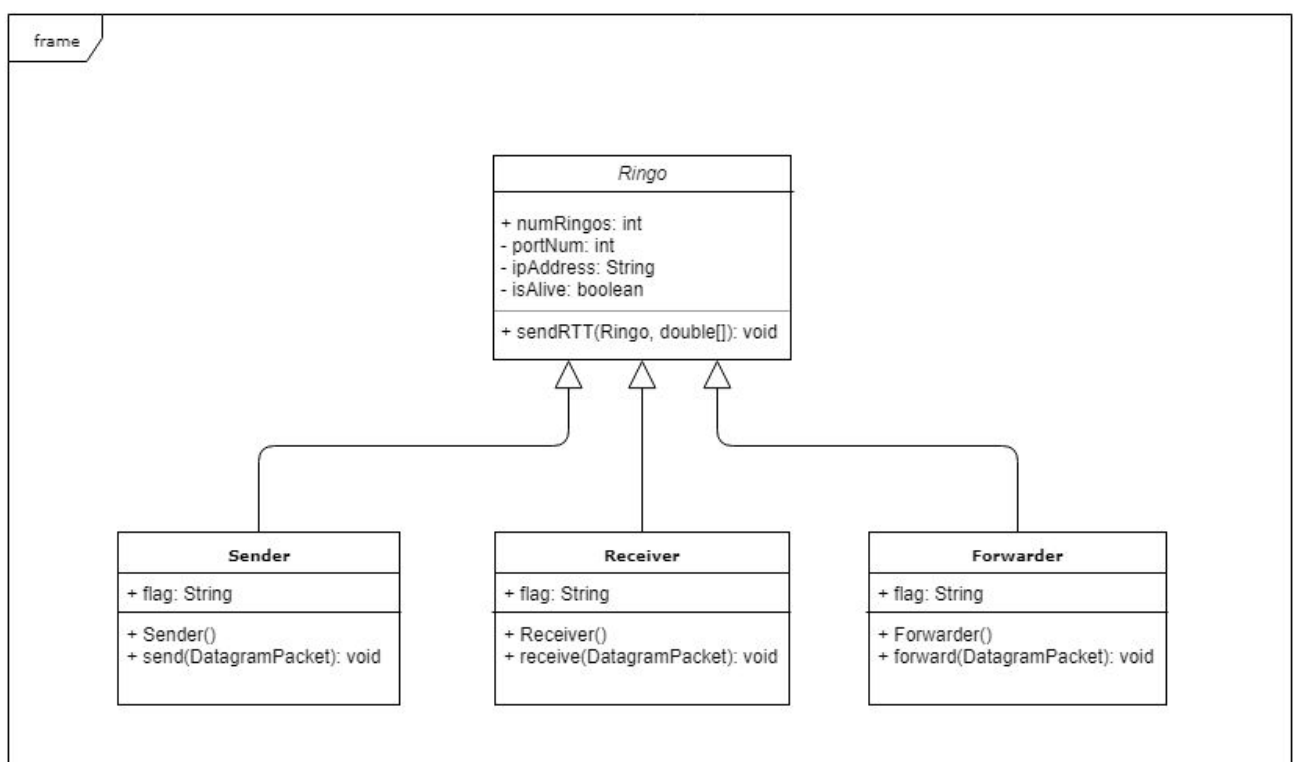 frame
Ringo
+ numRingos: int
- portNum: int
- ipAddress: String
- isAlive: boolean
+ sendRTT(Ringo, double[]): void
Sender
+ flag: String
+ Sender()
+ send(DatagramPacket): void
Receiver
+ flag: String
+ Receiver()
+ receive(DatagramPacket): void
Forwarder
+ flag: String
+ Forwarder()
+ forward(DatagramPacket): void